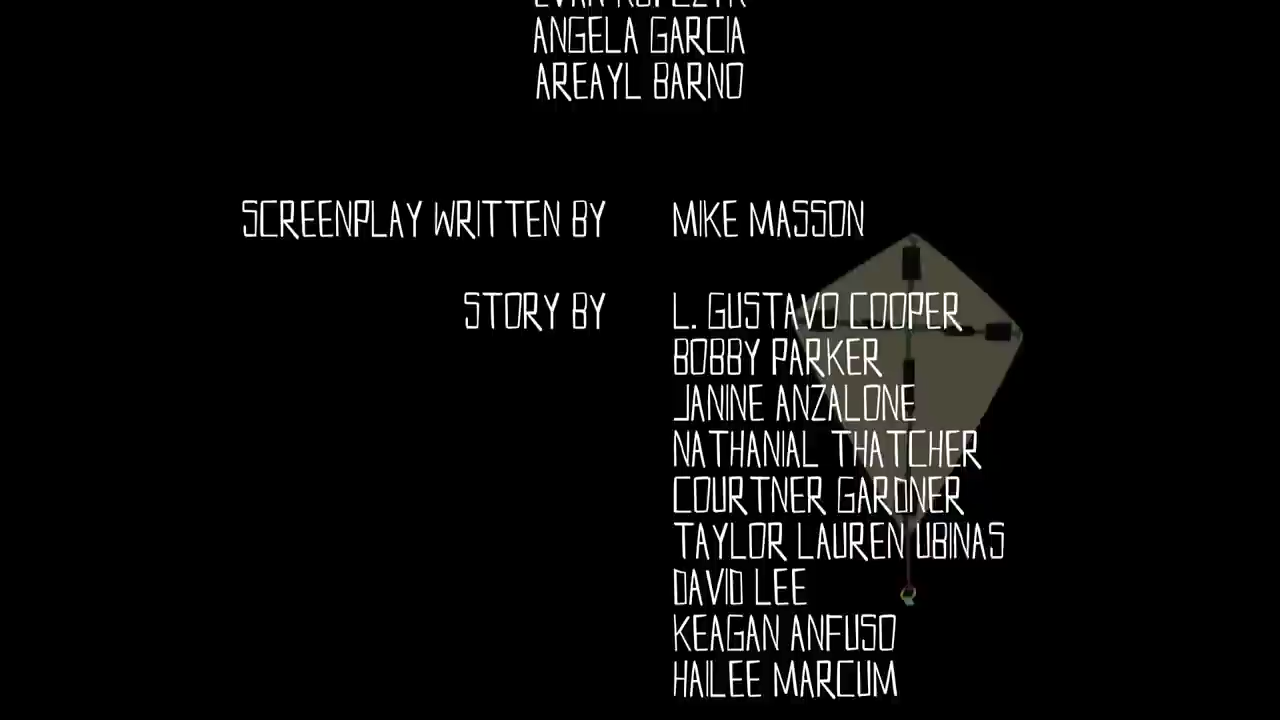 ANGELA GARCIA
AREAYL BARNO
SCREENPLAY WRITTEN BY MIKE MASSON
STORY BY L. GUSTAVO COOPER
BOBBY PARKER
JANINE ANZALONE
NATHANIAL THATCHER
COURTNER GARDNER
TAYLOR LAUREN UBINAS
DAVID LEE
KEAGAN ANFUSO
HAILEE MARCUM